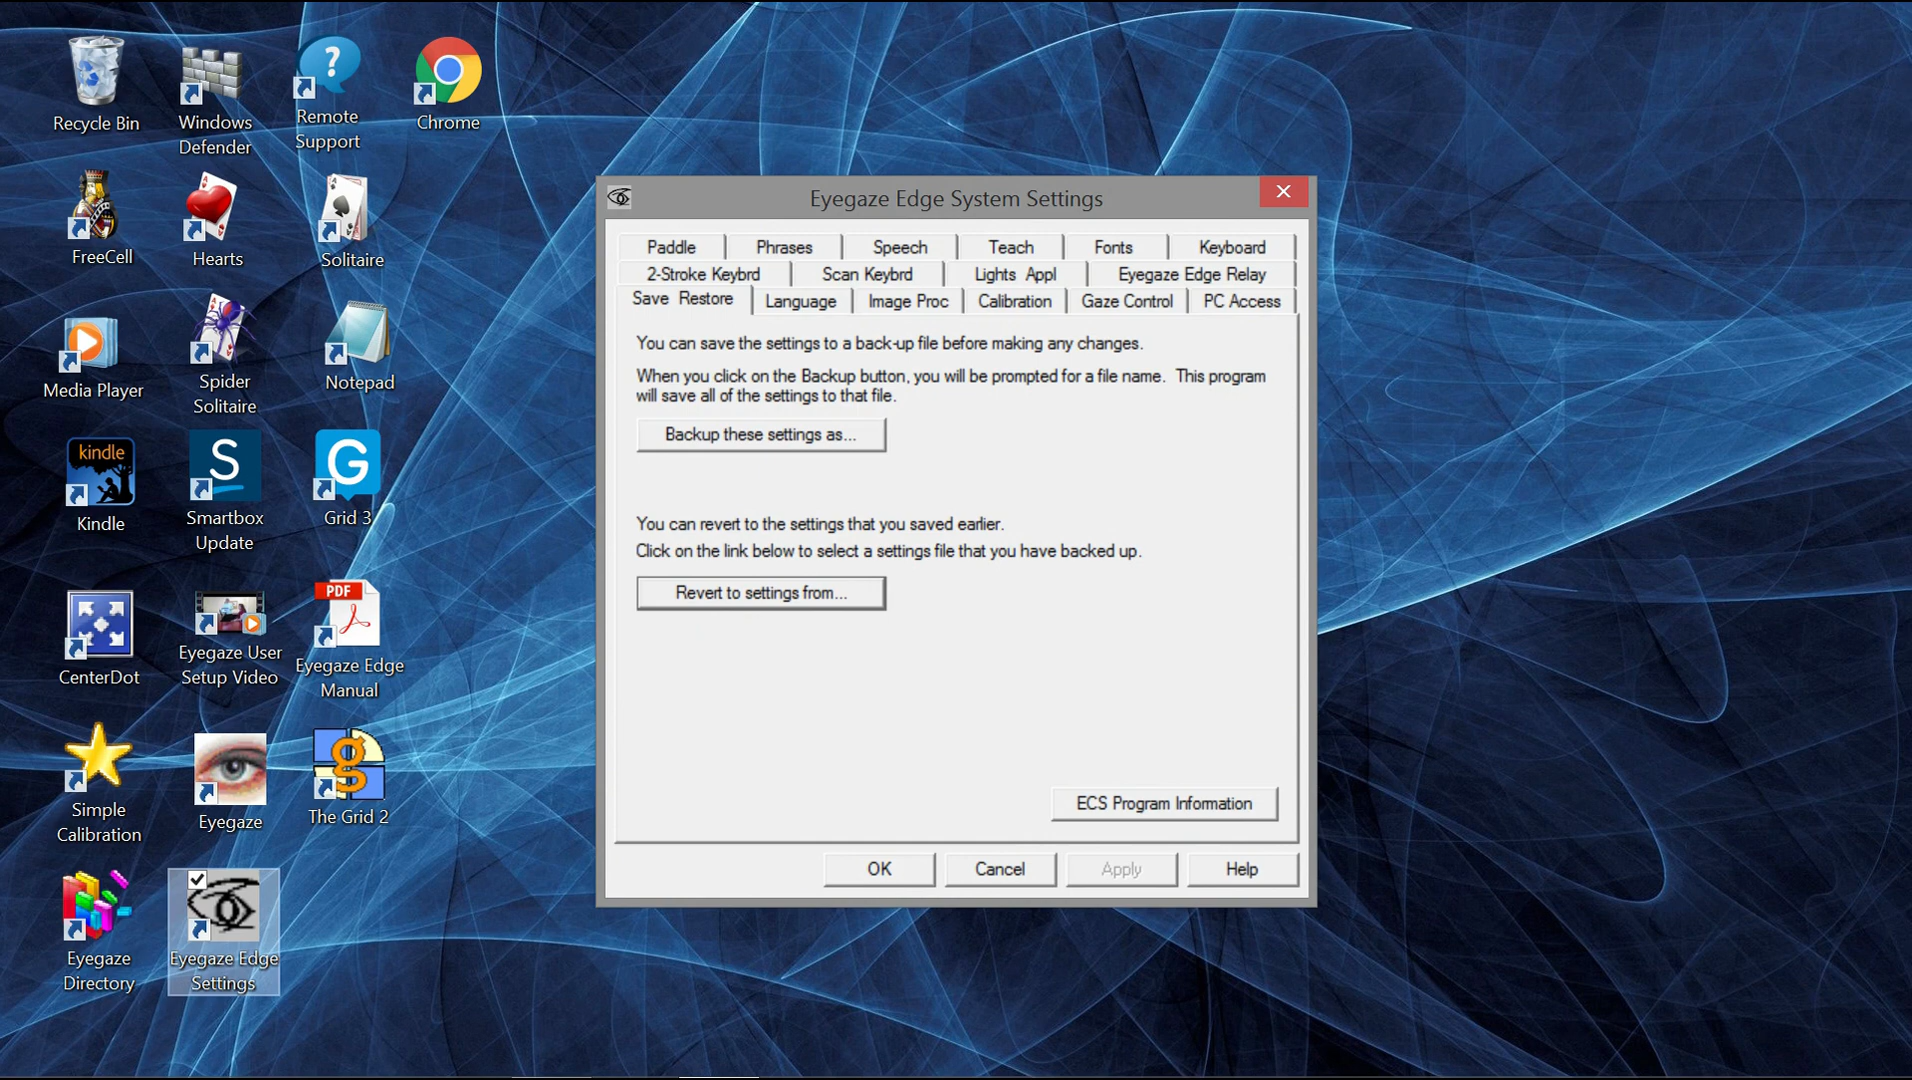 Recycle Bin
Windows
Defender
Remote
Support
Chrome
FreeCell
Hearts
Solitaire
Media Player
Spider
Solitaire
Notepad
kindle
Kindle
S
Smartbox
Update
G
Grid 3
CenterDot
Eyegaze User
Setup Video
PDF
Eyegaze Edge
Manual
Simple
Calibration
Eyegaze
g
The Grid 2
Eyegaze
Directory
Eyegaze Edge
Settings
Eyegaze Edge System Settings
Paddle Phrases Speech Teach Fonts Keyboard
2-Stroke Keybrd Scan Keybrd Lights Appl Eyegaze Edge Relay
Save Restore Language Image Proc Calibration Gaze Control PC Access
You can save the settings to a back-up file before making any changes.
When you click on the Backup button, you will be prompted for a file name. This program
will save all of the settings to that file.
Backup these settings as...
You can revert to the settings that you saved earlier.
Click on the link below to select a settings file that you have backed up.
Revert to settings from...
ECS Program Information
OK Cancel Apply Help